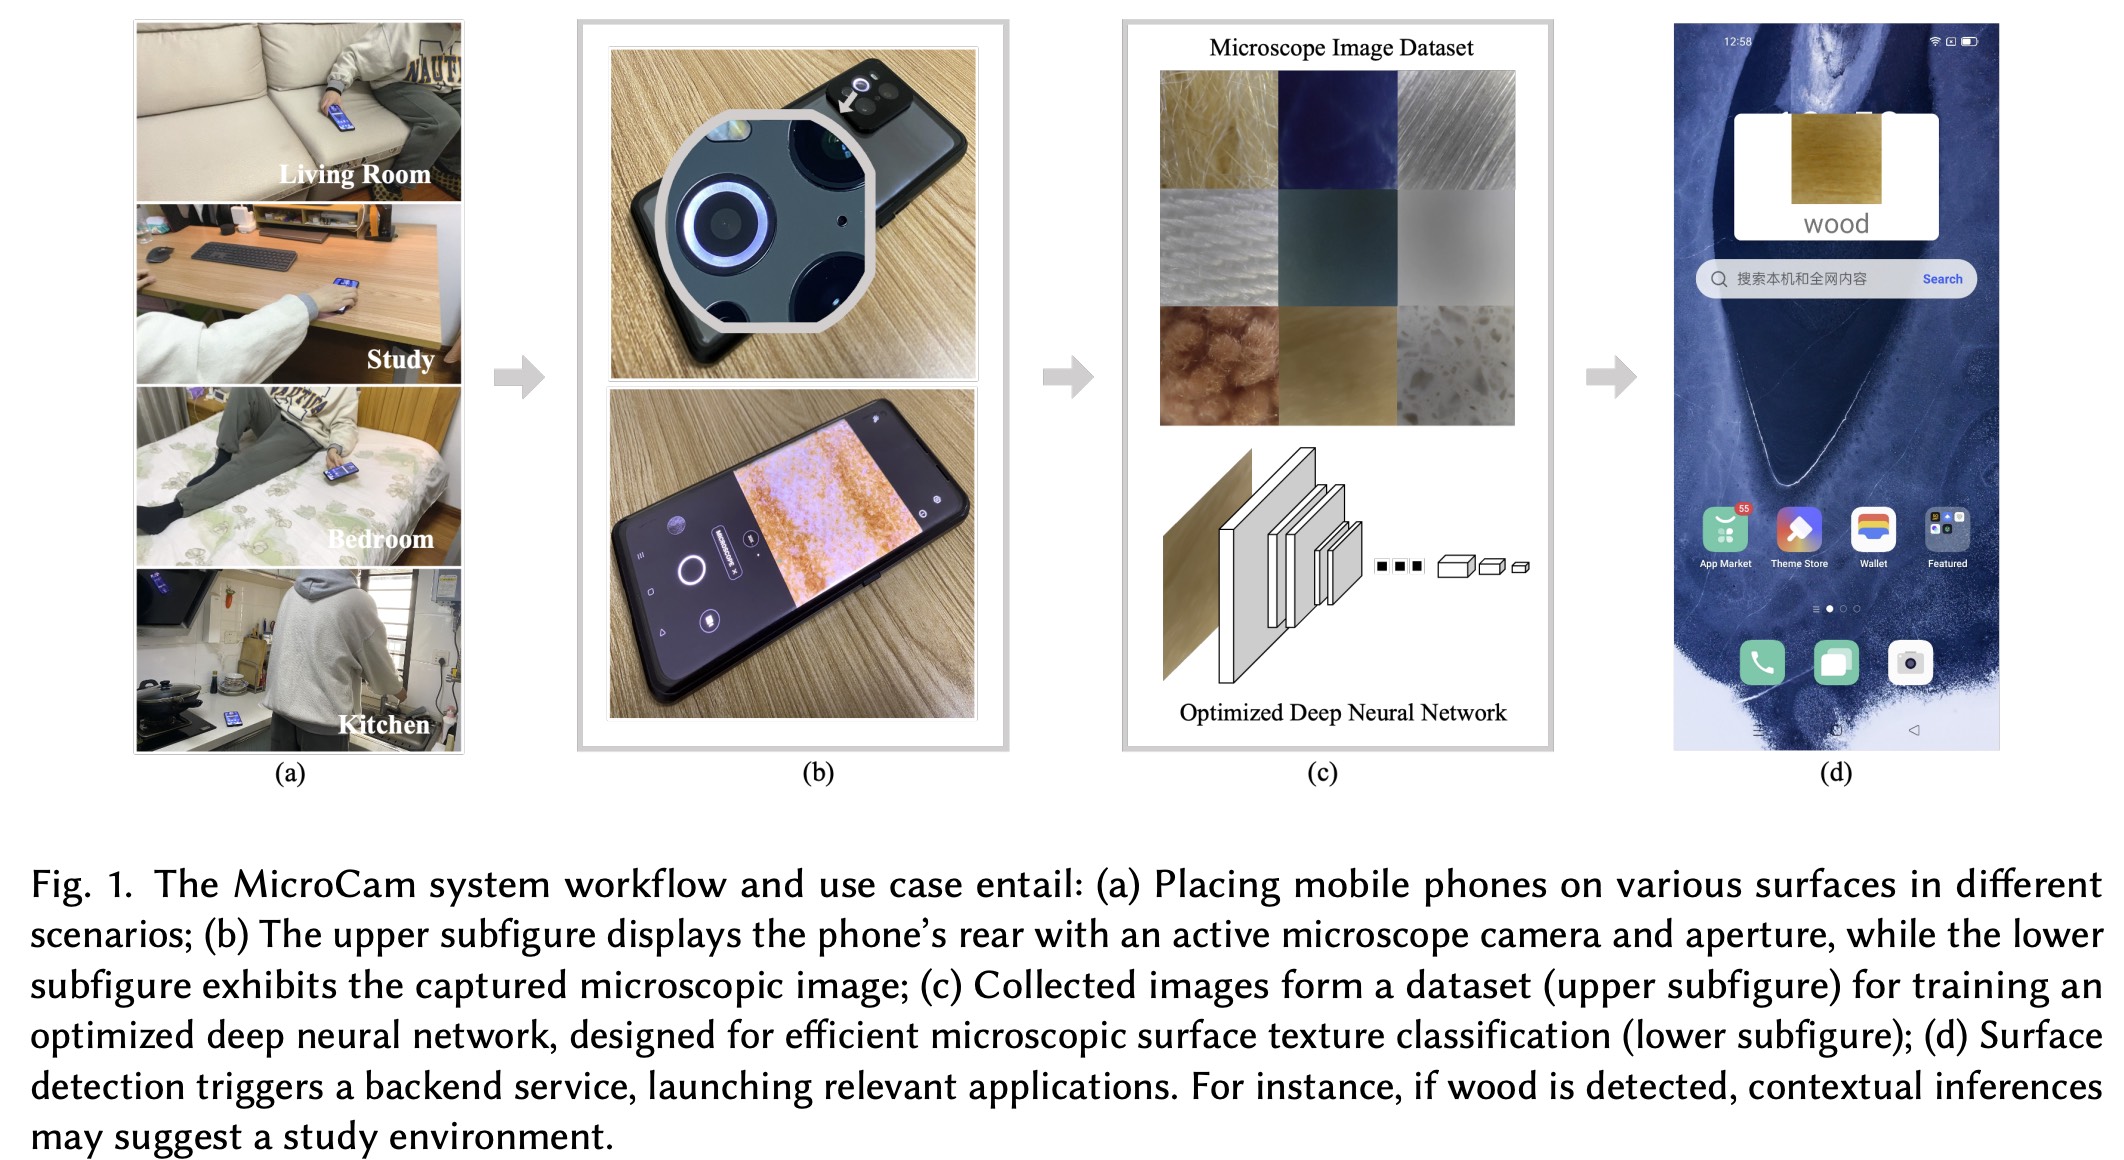 NAUTI
Living Room
Study
Bedroom
Kitchen
(a)
MICROSCOPE X
(b)
Microscope Image Dataset
Optimized Deep Neural Network
(c)
12:58
wood
搜索本机和全网内容 Search
55
App Market Theme Store Wallet Featured
(d)
Fig. 1. The MicroCam system workflow and use case entail: (a) Placing mobile phones on various surfaces in different
scenarios; (b) The upper subfigure displays the phone’s rear with an active microscope camera and aperture, while the lower
subfigure exhibits the captured microscopic image; (c) Collected images form a dataset (upper subfigure) for training an
optimized deep neural network, designed for efficient microscopic surface texture classification (lower subfigure); (d) Surface
detection triggers a backend service, launching relevant applications. For instance, if wood is detected, contextual inferences
may suggest a study environment.